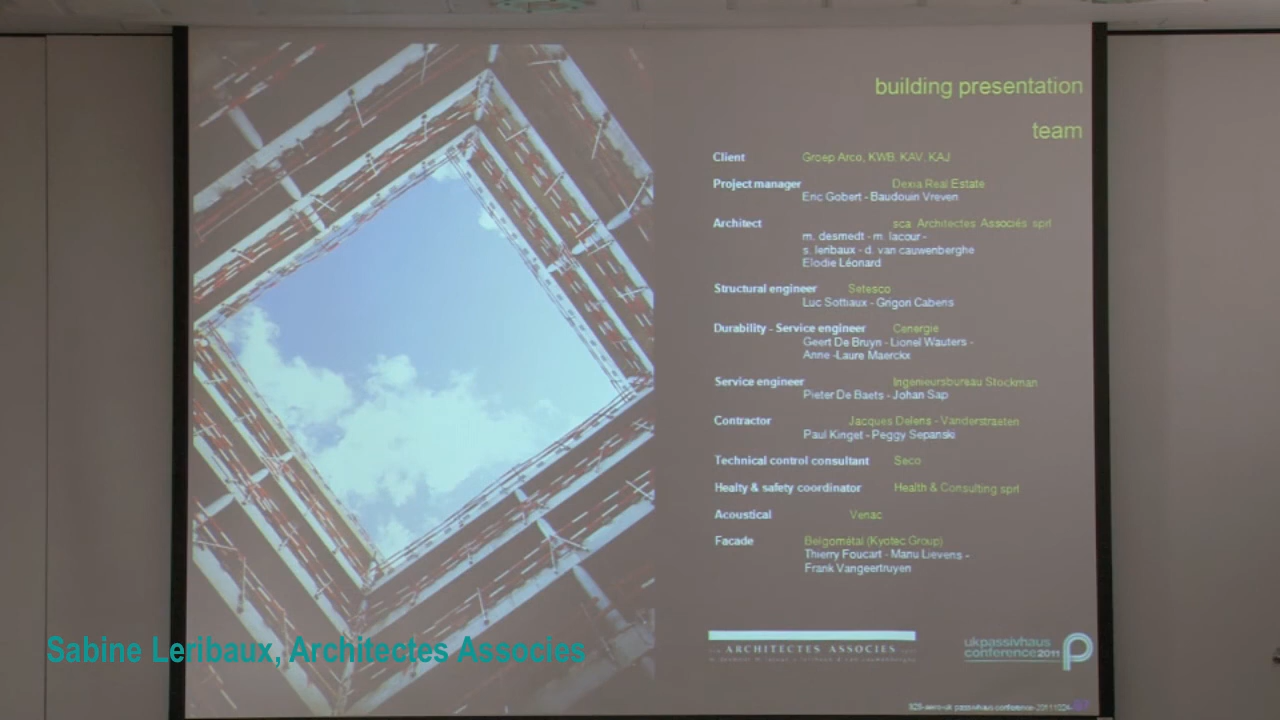 building presentation
team
Client Groep Arco, KWB, KAV, KAJ
Project manager Dexia Real Estate
Eric Gobert - Baudouin Vreven
Architect sca. Architectes Associés sprl
m. desmedt - m. lacour -
s. leribaux - d. van cauwenberghe
Elodie Léonard
Structural engineer Setesco
Luc Sottiaux - Grigori Cabens
Durability - Service engineer Cenergie
Geert De Bruyn - Lionel Wauters -
Anne -Laure Maerckx
Service engineer Ingenieursbureau Stockman
Pieter De Baets - Johan Sap
Contractor Jacques Delens - Vanderstraeten
Paul Kinget - Peggy Sepanski
Technical control consultant Seco
Healty & safety coordinator Health & Consulting sprl
Acoustical Venac
Facade Belgométal (Kyotec Group)
Thierry Foucart - Manu Lievens -
Frank Vangeertruyen
Sabine Leribaux, Architectes Associes
ARCHITECTES ASSOCIES
ukpassivhaus
conference2011